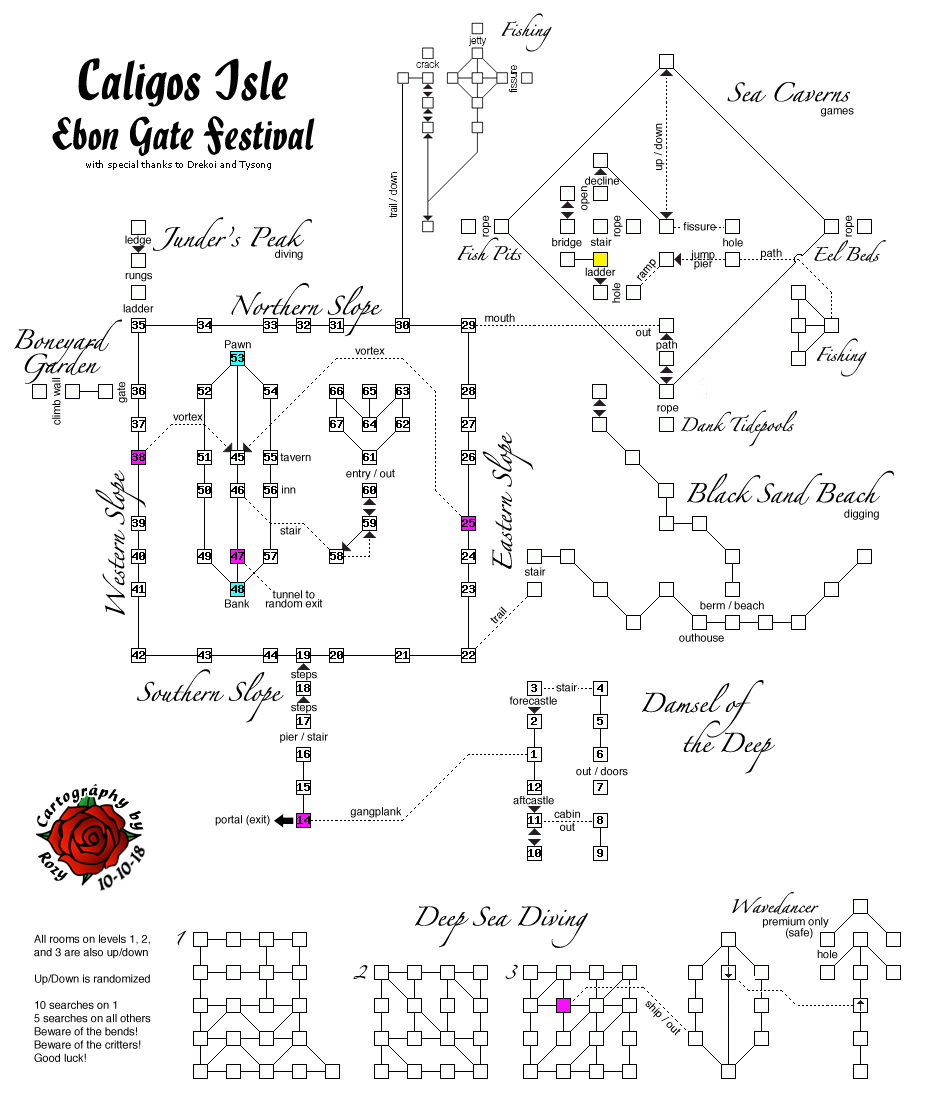 Caligos Isle
Ebon Gate Festival
with special thanks to Drekoi and Tysong
Fishing
jetty
crack
fissure
trail / down
Sea Caverns
games
up / down
decline
open
rope
rope
rope
bridge
stair
fissure
hole
Fish Pits
Eel Beds
ladder
ramp
jump
pier
path
hole
Fishing
mouth
out
path
rope
Dank Tidepools
ledge
Junder's Peak
diving
rungs
ladder
Northern Slope
35 34 33 32 31 30 29
Boneyard
Garden
climb wall
gate
Pawn
53
vortex
36 52 54 66 65 63 28
37 67 64 62 27
vortex
38 51 45 55 tavern 61 26
entry / out
50 46 56 inn 60
Western Slope
Eastern Slope
39 59 25
stair
40 49 47 57 58 24
41 48 23
Bank
tunnel to
random exit
42 43 44 19 20 21 22
Black Sand Beach
digging
stair
trail
berm / beach
outhouse
Southern Slope
steps
18
steps
17
pier / stair
16
15
portal (exit)
14
gangplank
Damsel of
the Deep
3 stair 4
forecastle
2 5
1 6
out / doors
12 7
aftcastle
11 cabin 8
out
10 9
Cartography by
Rozy
10-10-18
Deep Sea Diving
Wavedancer
premium only
(safe)
hole
ship / out
1
2
3
All rooms on levels 1, 2,
and 3 are also up/down
Up/Down is randomized
10 searches on 1
5 searches on all others
Beware of the bends!
Beware of the critters!
Good luck!